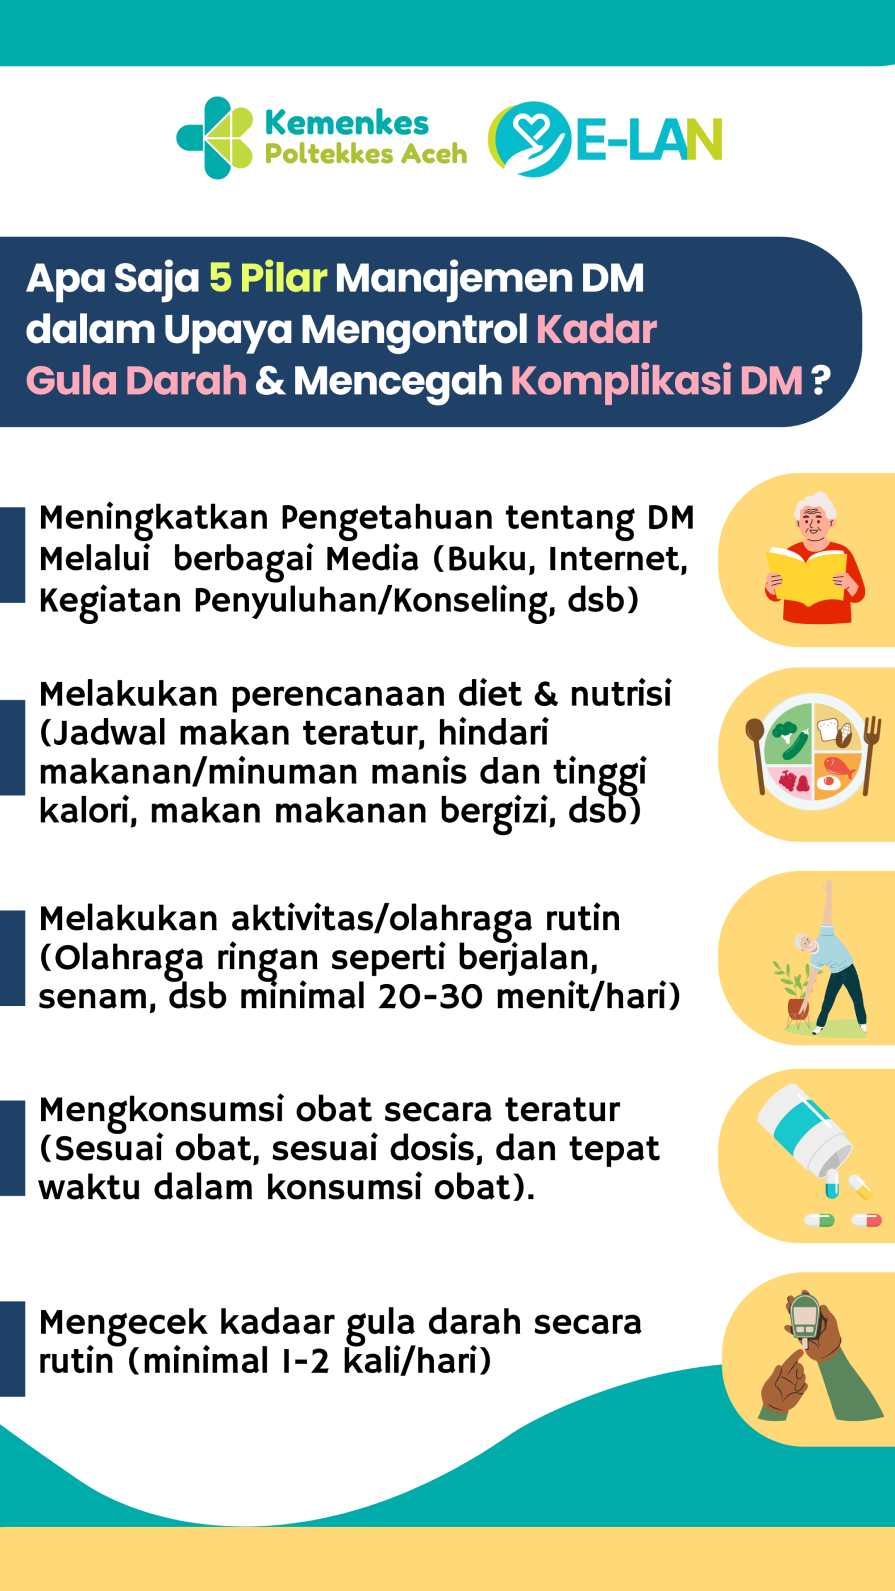 Kemenkes
Poltekkes Aceh
E-LAN
Apa Saja 5 Pilar Manajemen DM
dalam Upaya Mengontrol Kadar
Gula Darah & Mencegah Komplikasi DM ?
Meningkatkan Pengetahuan tentang DM
Melalui berbagai Media (Buku, Internet,
Kegiatan Penyuluhan/Konseling, dsb)
Melakukan perencanaan diet & nutrisi
(Jadwal makan teratur, hindari
makanan/minuman manis dan tinggi
kalori, makan makanan bergizi, dsb)
Melakukan aktivitas/olahraga rutin
(Olahraga ringan seperti berjalan,
senam, dsb minimal 20-30 menit/hari)
Mengkonsumsi obat secara teratur
(Sesuai obat, sesuai dosis, dan tepat
waktu dalam konsumsi obat).
Mengecek kadaar gula darah secara
rutin (minimal 1-2 kali/hari)